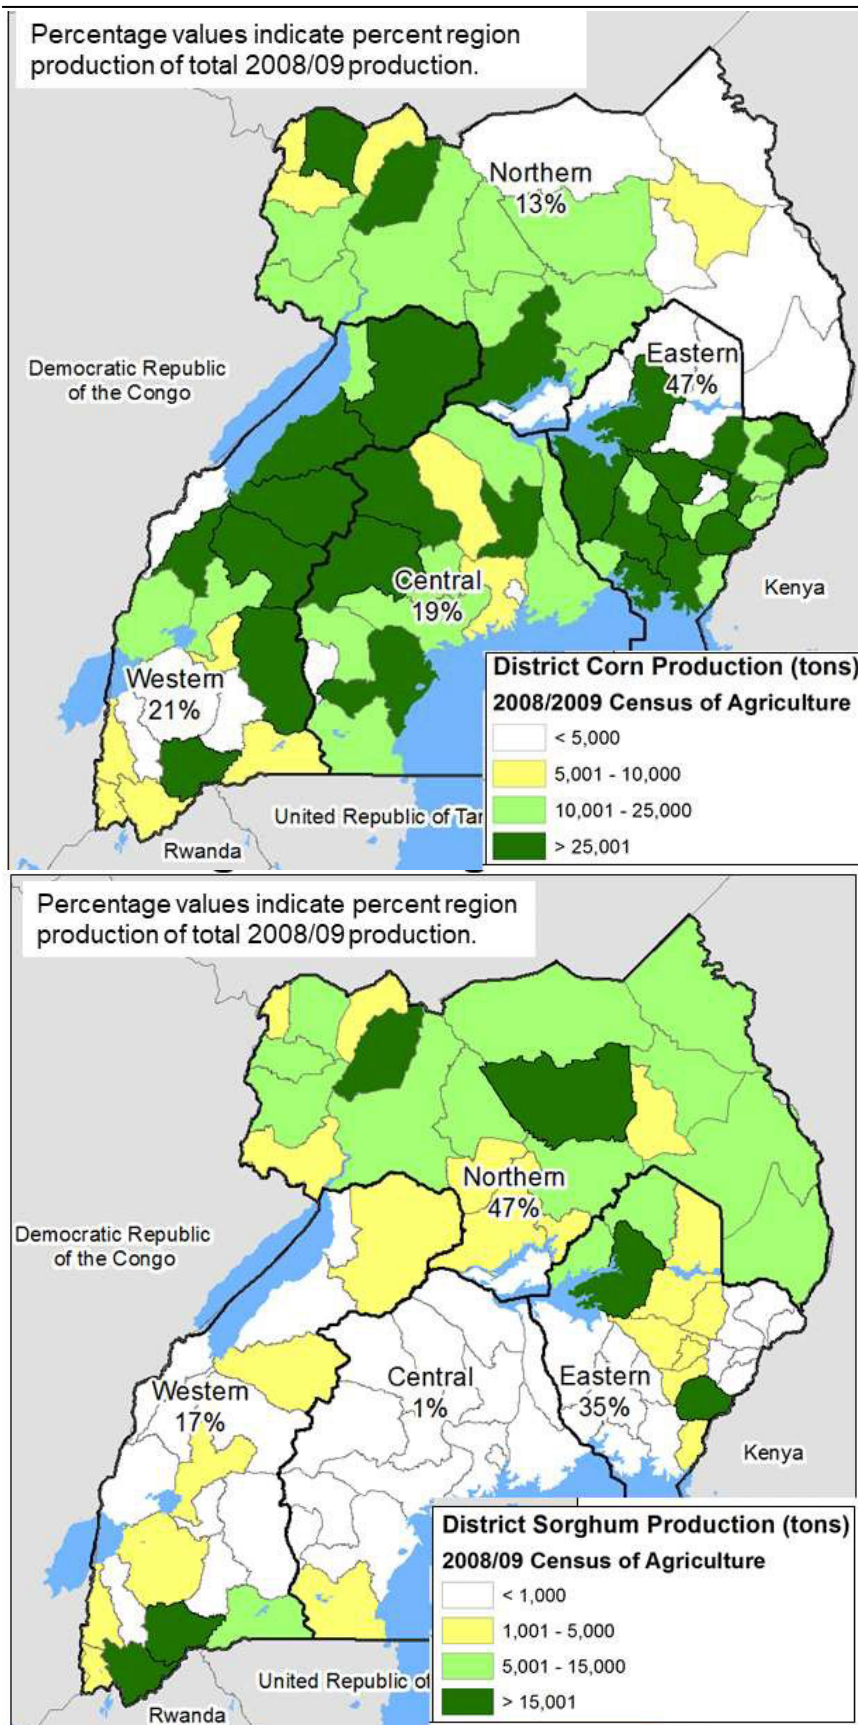 Percentage values indicate percent region
production of total 2008/09 production.
Northern
13%
Eastern
47%
Democratic Republic
of the Congo
Central
19%
Kenya
Western
21%
District Corn Production (tons)
2008/2009 Census of Agriculture
< 5,000
5,001 - 10,000
10,001 - 25,000
> 25,001
United Republic of Tar
Rwanda
Percentage values indicate percent region
production of total 2008/09 production.
Northern
47%
Democratic Republic
of the Congo
Central
1%
Eastern
35%
Western
17%
Kenya
District Sorghum Production (tons)
2008/09 Census of Agriculture
< 1,000
1,001 - 5,000
5,001 - 15,000
> 15,001
United Republic of
Rwanda